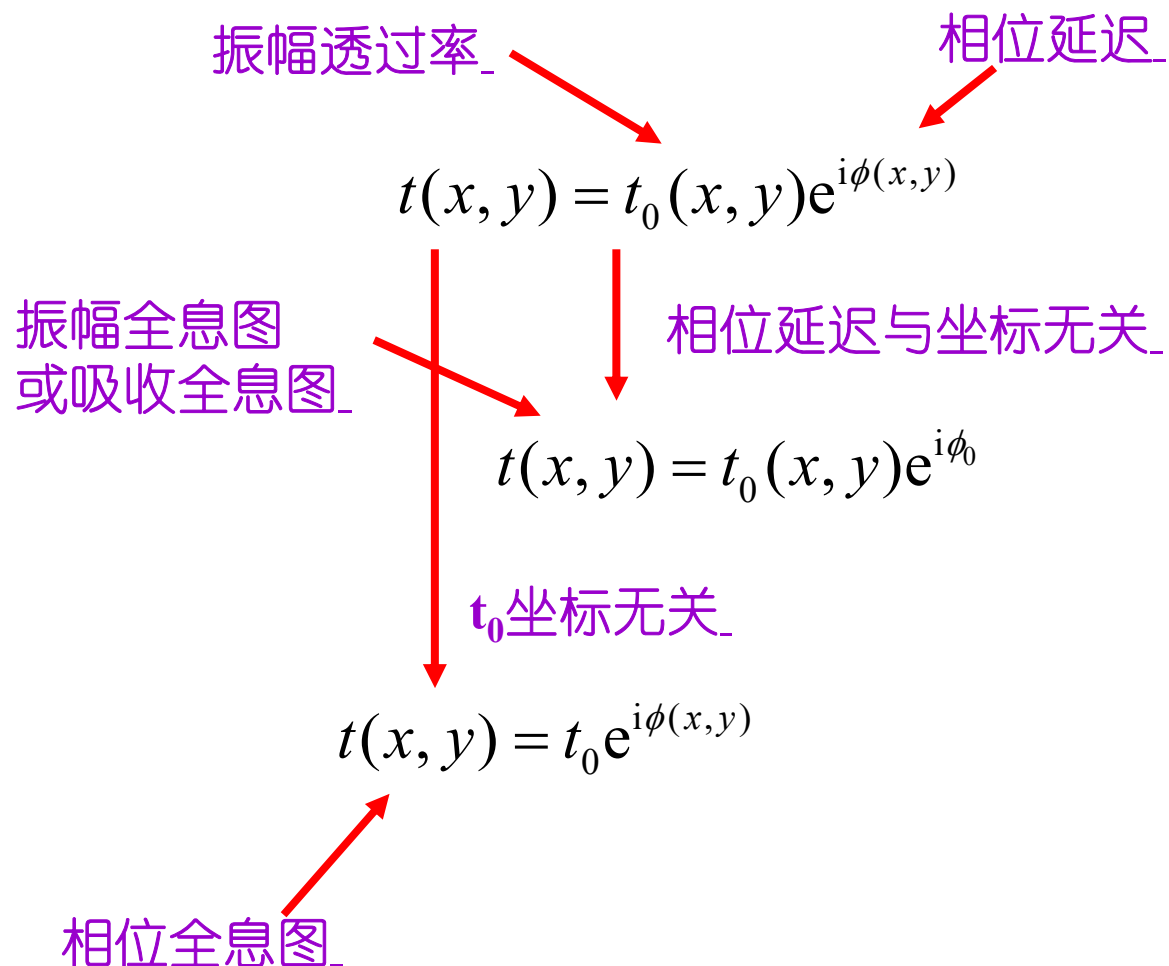 振幅透过率
相位延迟
t(x, y) = t₀(x, y)e^{iϕ(x,y)}
振幅全息图
或吸收全息图
相位延迟与坐标无关
t(x, y) = t₀(x, y)e^{iϕ₀}
t₀坐标无关
t(x, y) = t₀e^{iϕ(x,y)}
相位全息图